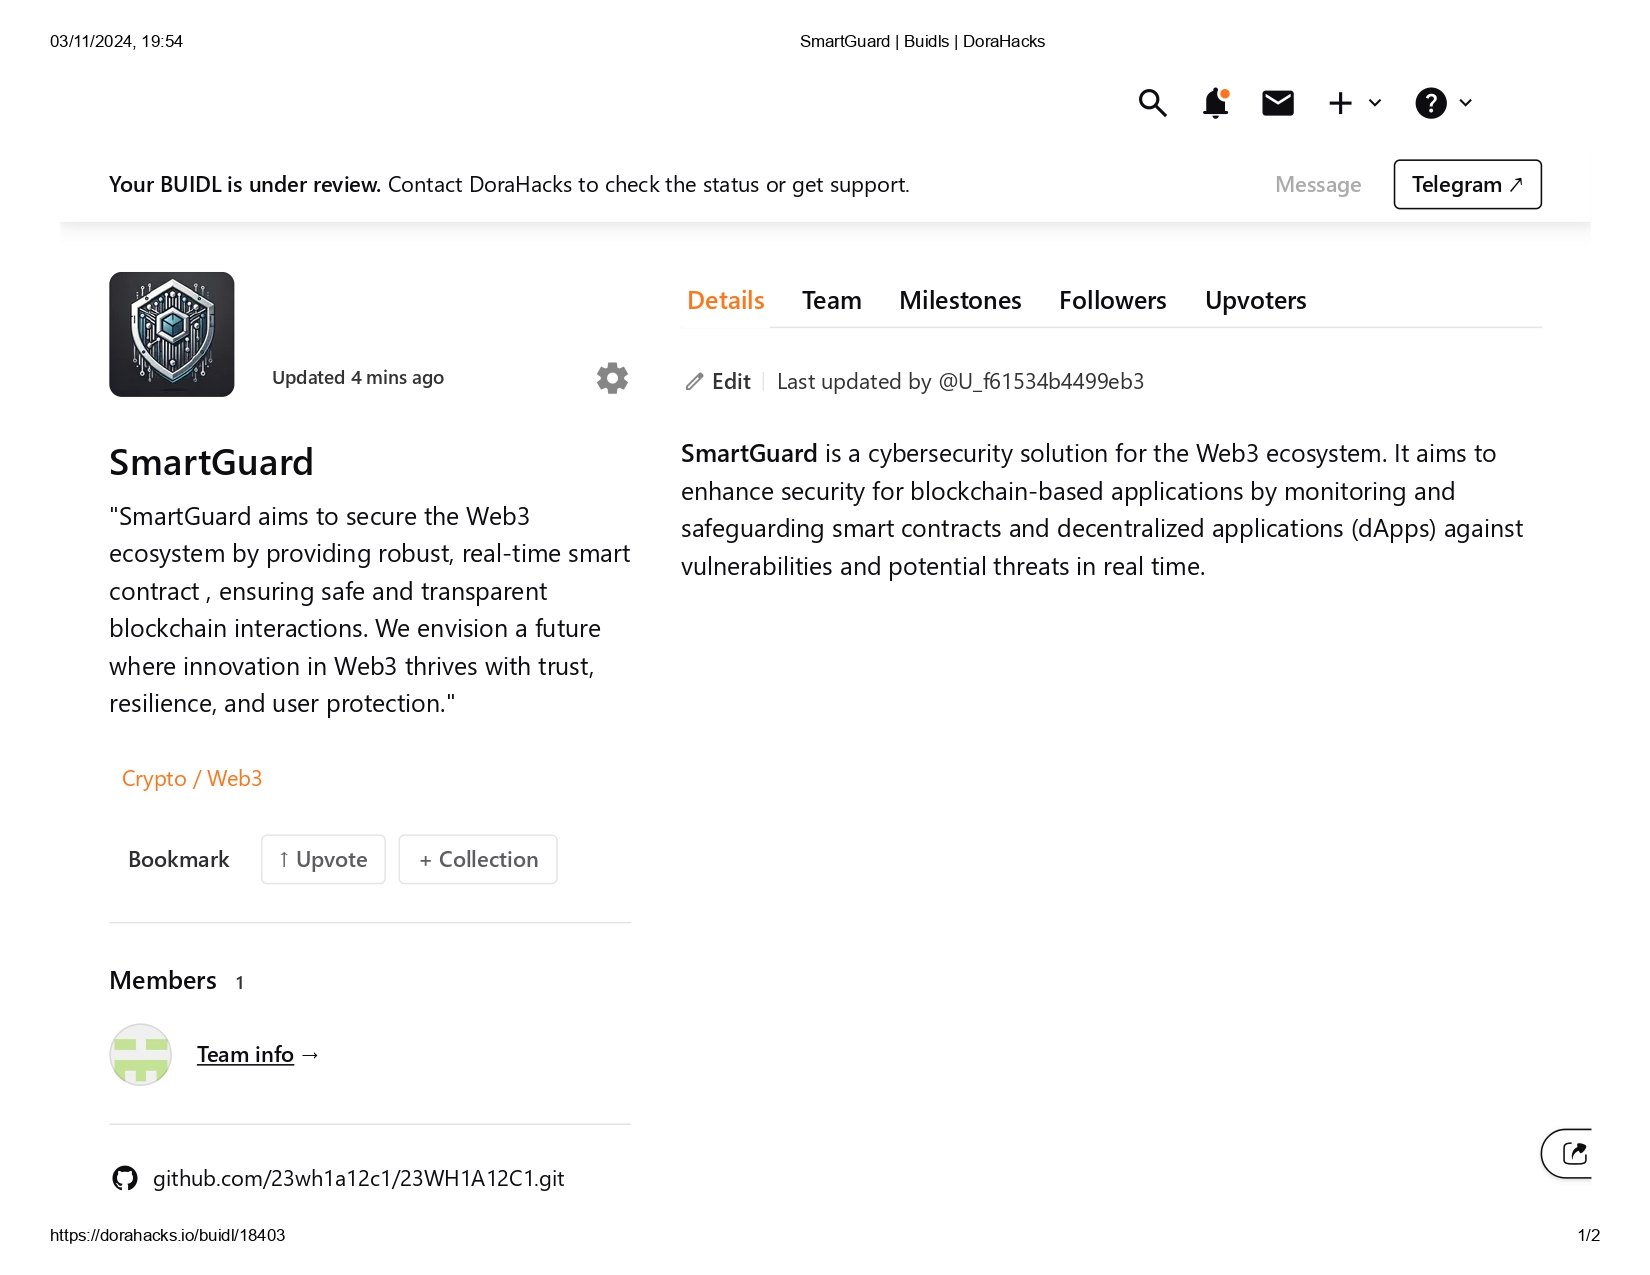 03/11/2024, 19:54
SmartGuard | Buidls | DoraHacks
Your BUIDL is under review. Contact DoraHacks to check the status or get support.
Message
Telegram ↗
Updated 4 mins ago
SmartGuard
"SmartGuard aims to secure the Web3
ecosystem by providing robust, real-time smart
contract , ensuring safe and transparent
blockchain interactions. We envision a future
where innovation in Web3 thrives with trust,
resilience, and user protection."
Crypto / Web3
Bookmark
↑ Upvote
+ Collection
Members 1
Team info →
github.com/23wh1a12c1/23WH1A12C1.git
Details Team Milestones Followers Upvoters
Edit | Last updated by @U_f61534b4499eb3
SmartGuard is a cybersecurity solution for the Web3 ecosystem. It aims to
enhance security for blockchain-based applications by monitoring and
safeguarding smart contracts and decentralized applications (dApps) against
vulnerabilities and potential threats in real time.
https://dorahacks.io/buidl/18403
1/2